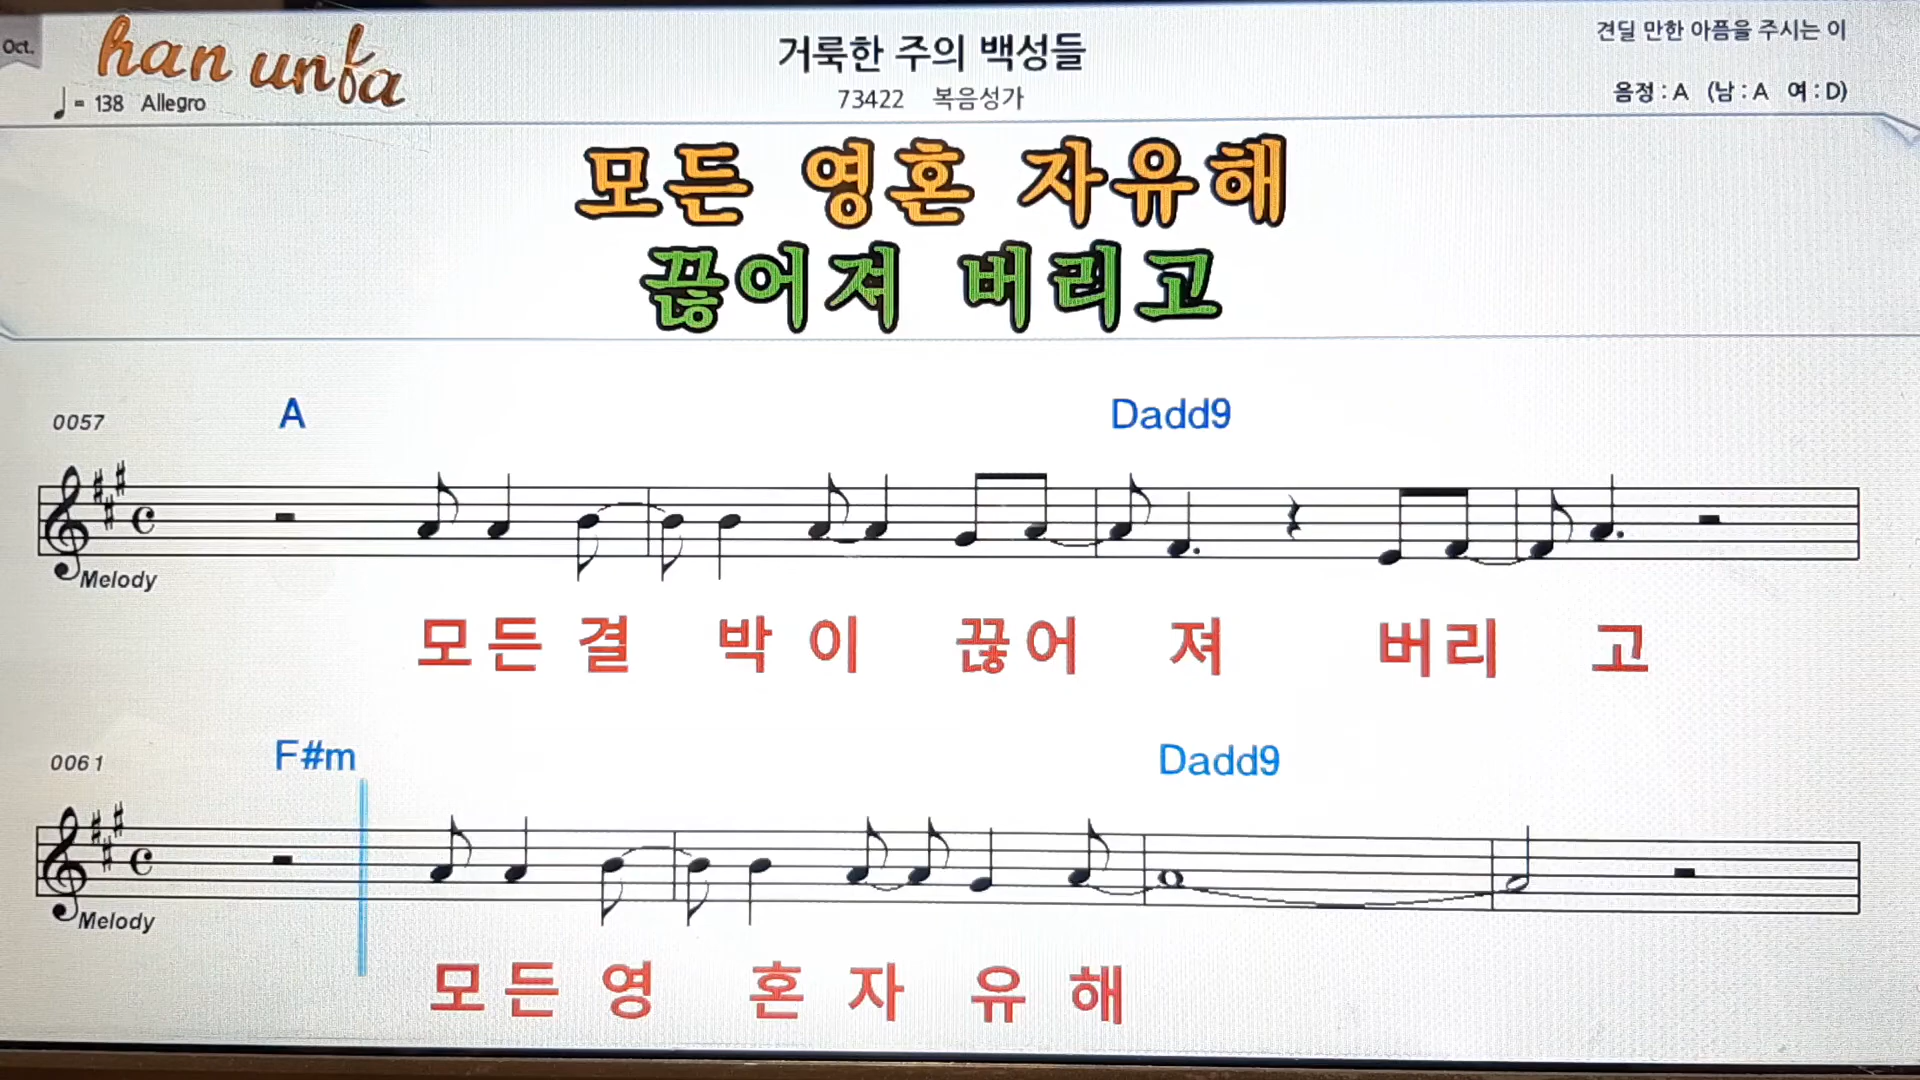 Oct.
han unfa
거룩한 주의 백성들
견딜 만한 아픔을 주시는 이
♩= 138 Allegro
73422 복음성가
음정 : A (남 : A 여 : D)
모든 영혼 자유해
끊어져 버리고
0057 A Dadd9
Melody
모든 결 박 이 끊어 져 버리 고
0061 F#m Dadd9
Melody
모든 영 혼 자 유 해